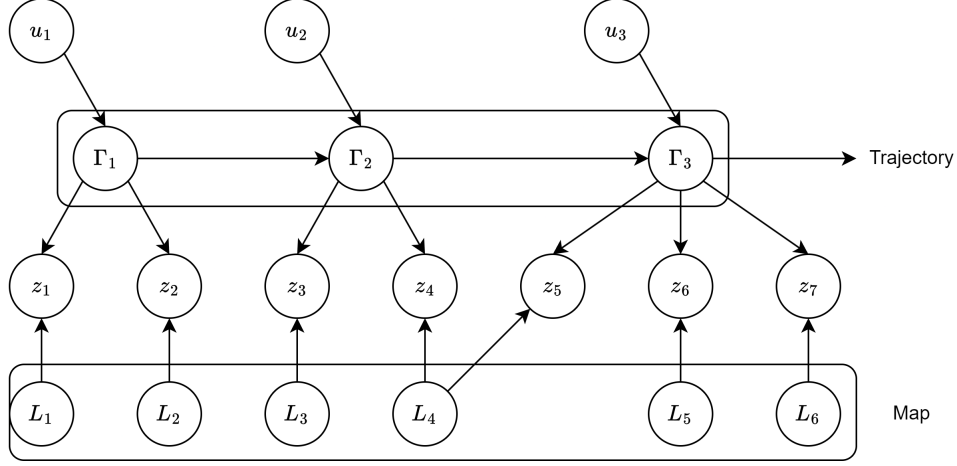 u₁ u₂ u₃
Γ₁ Γ₂ Γ₃ Trajectory
z₁ z₂ z₃ z₄ z₅ z₆ z₇
L₁ L₂ L₃ L₄ L₅ L₆ Map